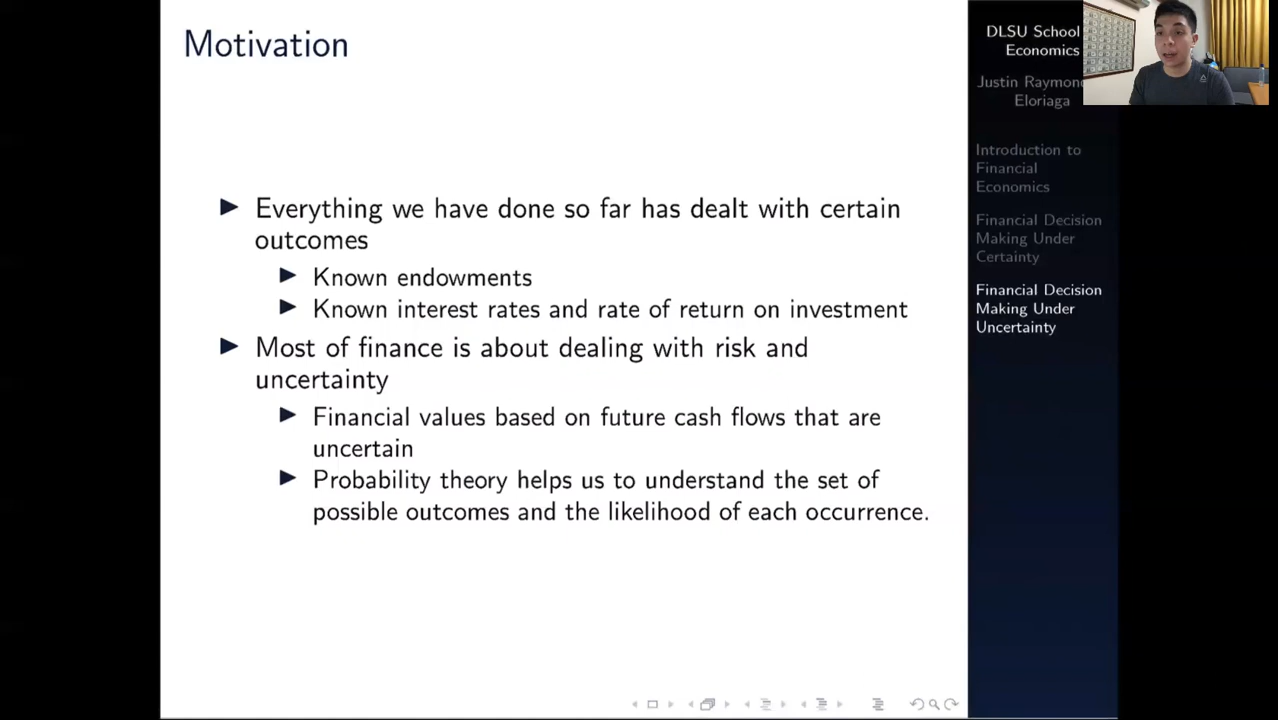 Motivation
Everything we have done so far has dealt with certain
outcomes
Known endowments
Known interest rates and rate of return on investment
Most of finance is about dealing with risk and
uncertainty
Financial values based on future cash flows that are
uncertain
Probability theory helps us to understand the set of
possible outcomes and the likelihood of each occurrence.
DLSU School
Economics
Justin Raymon
Eloriaga
Introduction to
Financial
Economics
Financial Decision
Making Under
Certainty
Financial Decision
Making Under
Uncertainty